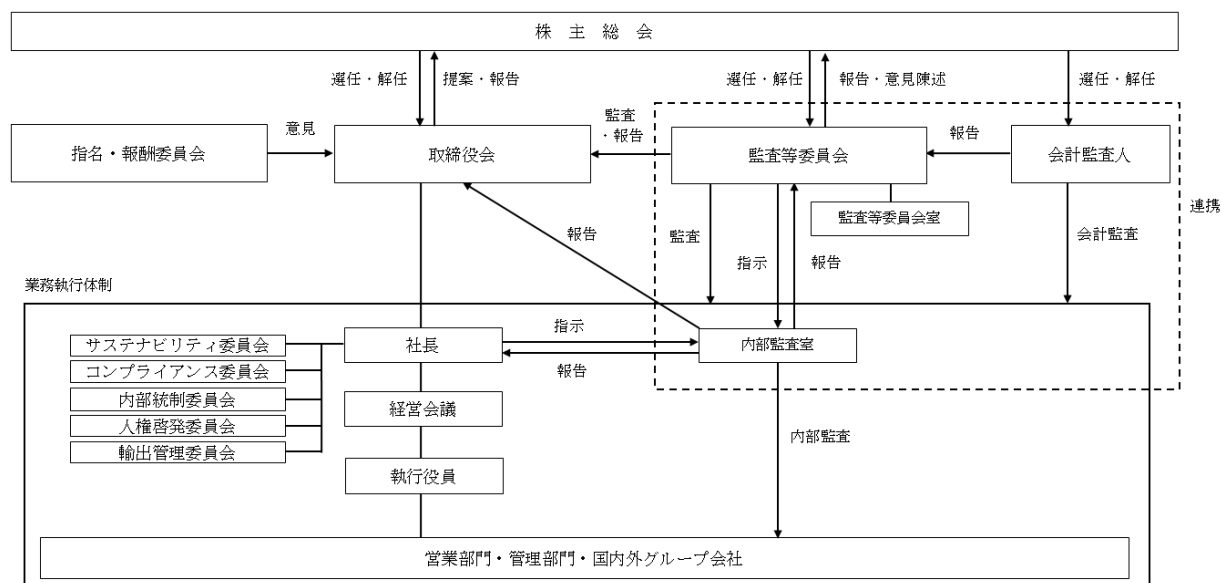 株主総会
選任・解任
提案・報告
選任・解任
報告・意見陳述
選任・解任
指名・報酬委員会
意見
取締役会
監査
・報告
監査等委員会
報告
会計監査人
監査等委員会室
連携
報告
監査
指示
報告
会計監査
業務執行体制
サステナビリティ委員会
コンプライアンス委員会
内部統制委員会
人権啓発委員会
輸出管理委員会
社長
指示
報告
内部監査室
経営会議
内部監査
執行役員
営業部門・管理部門・国内外グループ会社